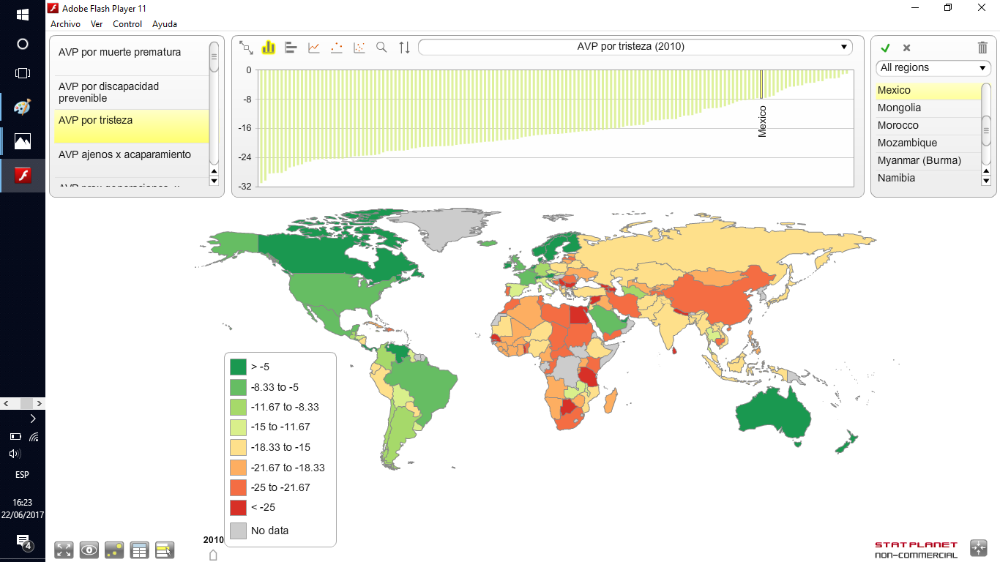 Adobe Flash Player 11
Archivo Ver Control Ayuda
AVP por muerte prematura
AVP por discapacidad
prevenible
AVP por tristeza
AVP ajenos x acaparamiento
AVP por tristeza (2010)
0
-8
-16
-24
-32
Mexico
All regions
Mexico
Mongolia
Morocco
Mozambique
Myanmar (Burma)
Namibia
> -5
-8.33 to -5
-11.67 to -8.33
-15 to -11.67
-18.33 to -15
-21.67 to -18.33
-25 to -21.67
< -25
No data
2010
STATPLANET
NON-COMMERCIAL
ESP
16:23
22/06/2017
4